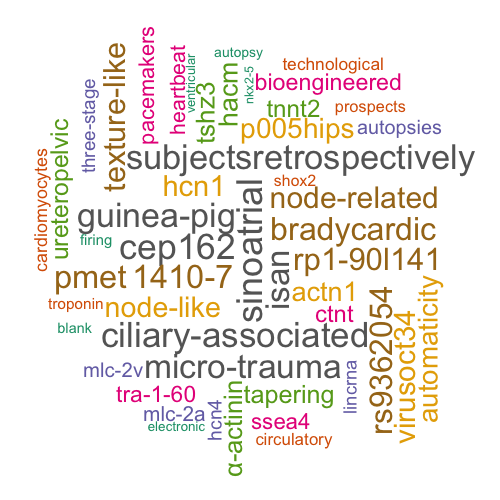 autopsy
technological
bioengineered
nkx2-5
ventricular
heartbeat
pacemakers
texture-like
three-stage
tshz3
hacm
tnnt2
prospects
p005hips
autopsies
ureteropelvic
cardiomyocytes
subjectsretrospectively
hcn1
shox2
node-related
guinea-pig
sinoatrial
bradycardic
firing
cep162
isan
rp1-90l141
pmet
1410-7
actn1
rs9362054
virusoct34
automaticity
troponin
node-like
ctnt
blank
ciliary-associated
micro-trauma
mlc-2v
lincrna
tra-1-60
α-actinin
tapering
mlc-2a
hcn4
ssea4
electronic
circulatory